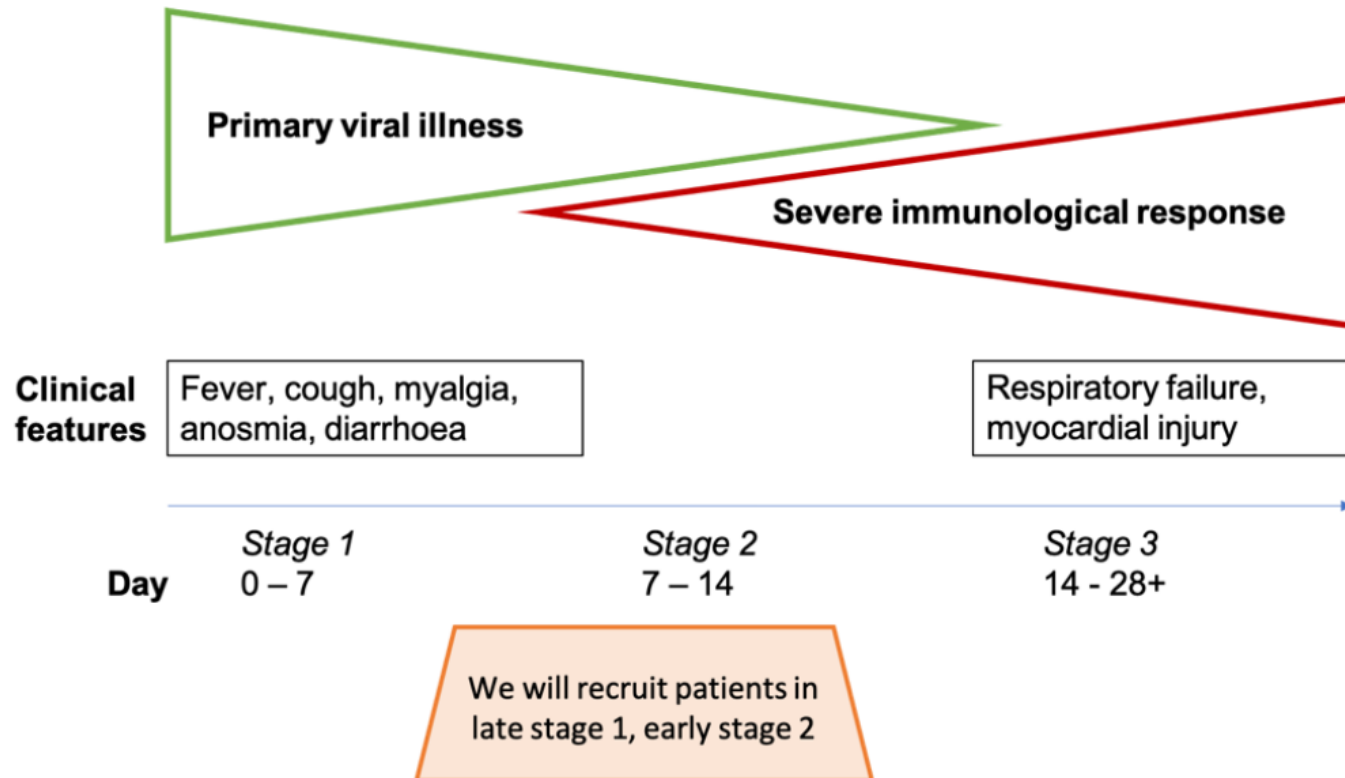 Primary viral illness
Severe immunological response
Clinical
features
Fever, cough, myalgia,
anosmia, diarrhoea
Respiratory failure,
myocardial injury
Stage 1
Stage 2
Stage 3
Day
0 – 7
7 – 14
14 - 28+
We will recruit patients in
late stage 1, early stage 2